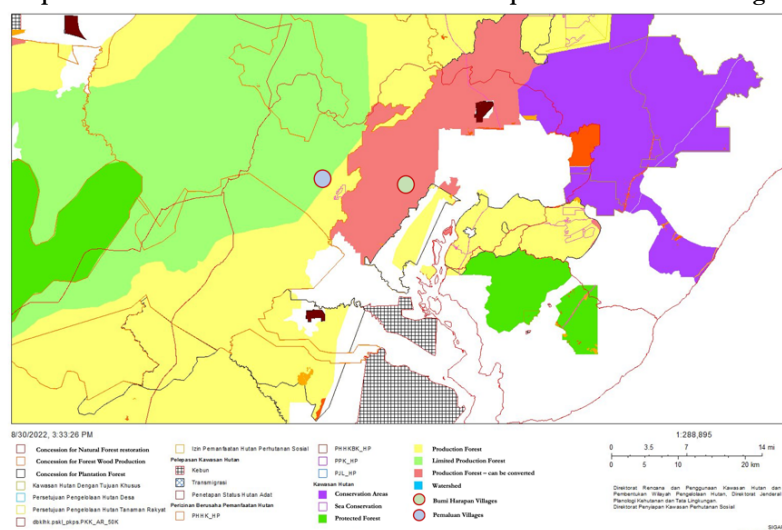 8/30/2022, 3:33:26 PM
Concession for Natural Forest restoration
Concession for Forest Wood Production
Concession for Plantation Forest
Kawasan Hutan Dengan Tujuan Khusus
Persetujuan Pengelolaan Hutan Desa
Persetujuan Pengelolaan Hutan Tanaman Rakyat
dbklhk.pskl_pkps.PKK_AR_50K
Izin Pemanfaatan Hutan Perhutanan Sosial
Pelepasan Kawasan Hutan
Kebun
Transmigrasi
Penetapan Status Hutan Adat
Perizinan Berusaha Pemanfaatan Hutan
PHHK_HP
PHHKBK_HP
PJL_HP
Kawasan Hutan
Conservation Areas
Sea Conservation
Protected Forest
Production Forest
Limited Production Forest
Production Forest – can be converted
Watershed
Bumi Harapan Villages
Pemaluan Villages
1:288,895
0 3.5 7 14 mi
0 5 10 20 km
Direktorat Rencana dan Penggunaan Kawasan Hutan dan
Pembentukan Wilayah Pengelolaan Hutan, Direktorat Jenderal
Planologi Kehutanan dan Tata Lingkungan.
Direktorat Penyiapan Kawasan Perhutanan Sosial